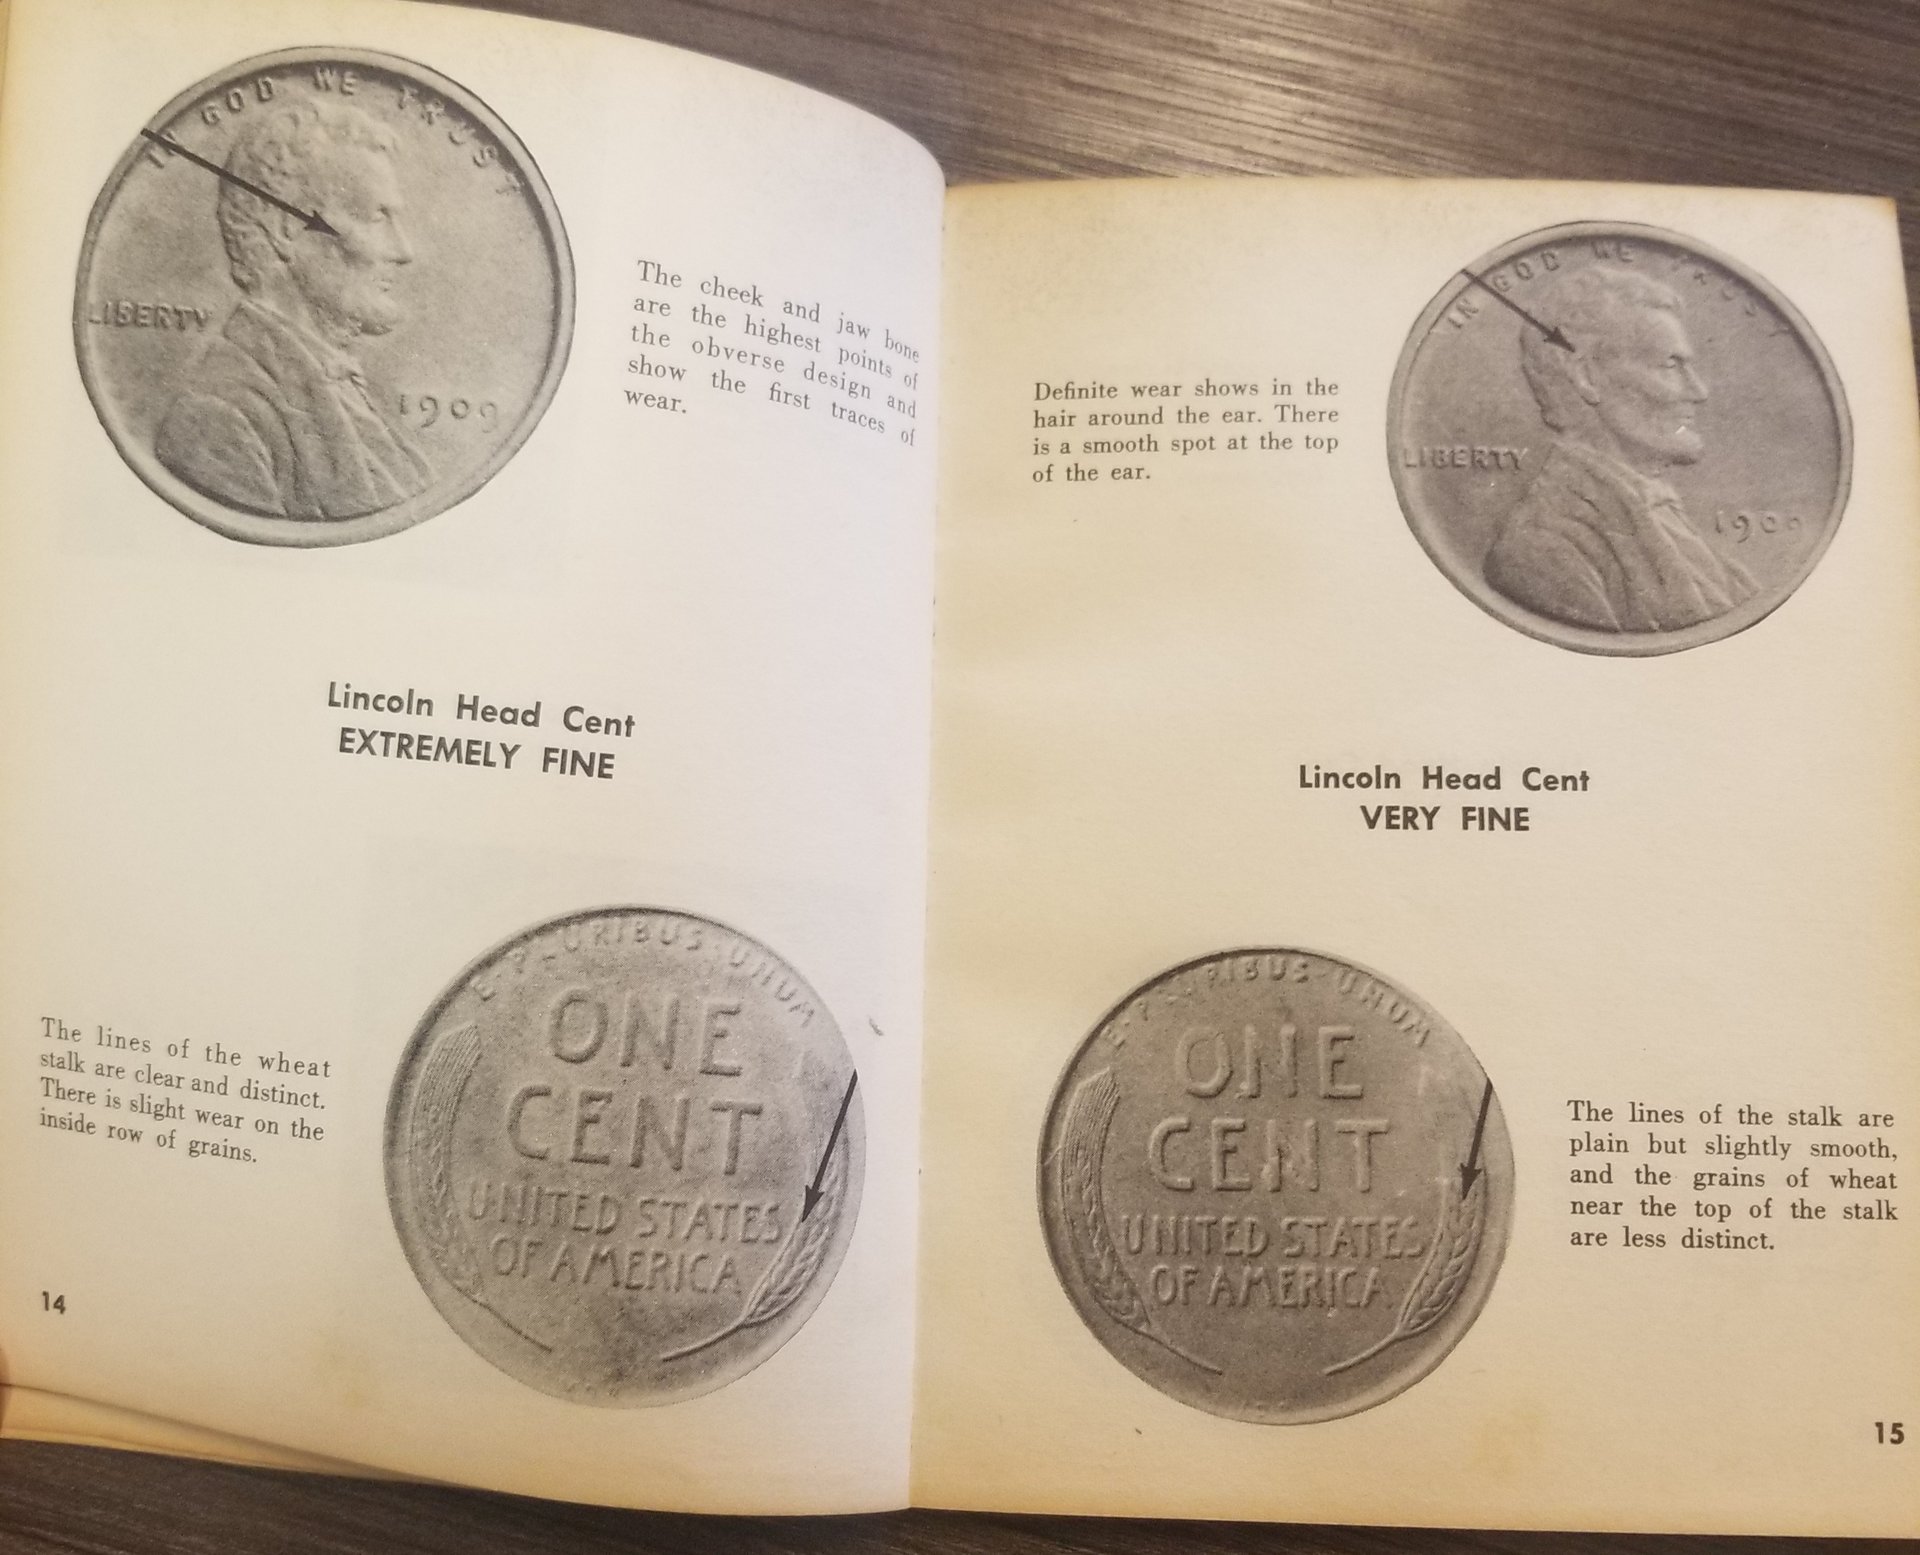 IN GOD WE TRUST
LIBERTY
1909
The cheek and jaw bone
are the highest points of
the obverse design and
show the first traces of
wear.
Lincoln Head Cent
EXTREMELY FINE
The lines of the wheat
stalk are clear and distinct.
There is slight wear on the
inside row of grains.
E·PLURIBUS·UNUM
ONE
CENT
UNITED STATES
OF AMERICA
14
IN GOD WE TRUST
LIBERTY
1909
Definite wear shows in the
hair around the ear. There
is a smooth spot at the top
of the ear.
Lincoln Head Cent
VERY FINE
E·PLURIBUS·UNUM
ONE
CENT
UNITED STATES
OF AMERICA
The lines of the stalk are
plain but slightly smooth,
and the grains of wheat
near the top of the stalk
are less distinct.
15